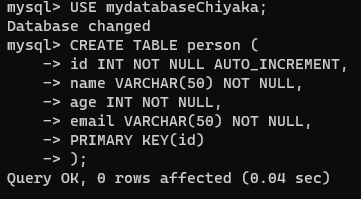 mysql> USE mydatabaseChiyaka;
Database changed
mysql> CREATE TABLE person (
    -> id INT NOT NULL AUTO_INCREMENT,
    -> name VARCHAR(50) NOT NULL,
    -> age INT NOT NULL,
    -> email VARCHAR(50) NOT NULL,
    -> PRIMARY KEY(id)
    -> );
Query OK, 0 rows affected (0.04 sec)